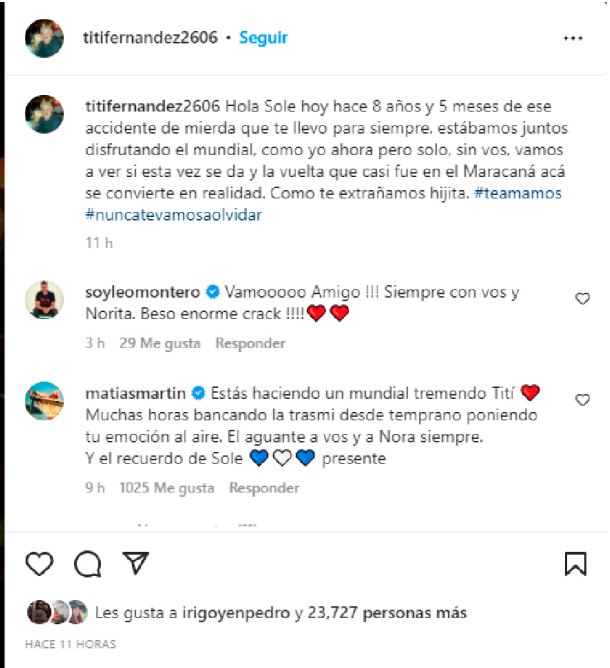 titifernandez2606 • Seguir
titifernandez2606 Hola Sole hoy hace 8 años y 5 meses de ese
accidente de mierda que te llevo para siempre. estábamos juntos
disfrutando el mundial, como yo ahora pero solo, sin vos, vamos
a ver si esta vez se da y la vuelta que casi fue en el Maracaná acá
se convierte en realidad. Como te extrañamos hijita. #teamamos
#nuncatevamosaolvidar
11 h
soyleomontero Vamooooo Amigo !!! Siempre con vos y
Norita. Beso enorme crack !!!!❤️❤️
3 h 29 Me gusta Responder
matiasmartin Estás haciendo un mundial tremendo Tití ❤️
Muchas horas bancando la trasmi desde temprano poniendo
tu emoción al aire. El aguante a vos y a Nora siempre.
Y el recuerdo de Sole 💙🤍💙 presente
9 h 1025 Me gusta Responder
Les gusta a irigoyenpedro y 23,727 personas más
HACE 11 HORAS